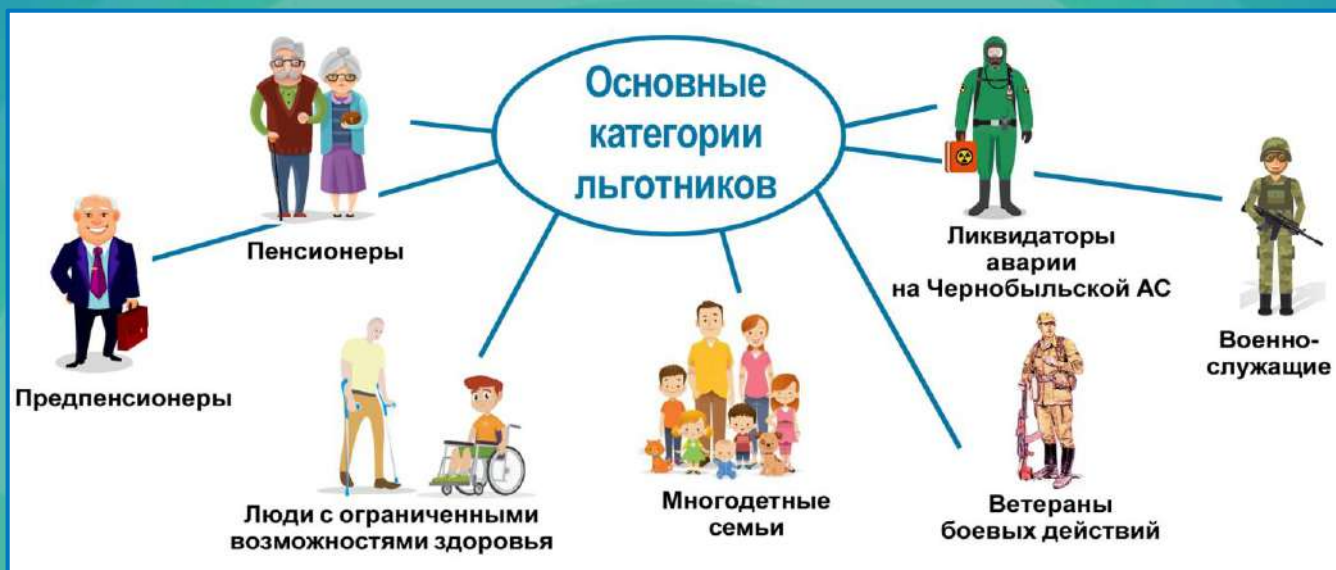 Основные
категории
льготников
Пенсионеры
Предпенсионеры
Люди с ограниченными
возможностями здоровья
Многодетные
семьи
Ветераны
боевых действий
Ликвидаторы
аварии
на Чернобыльской АС
Военно-
служащие